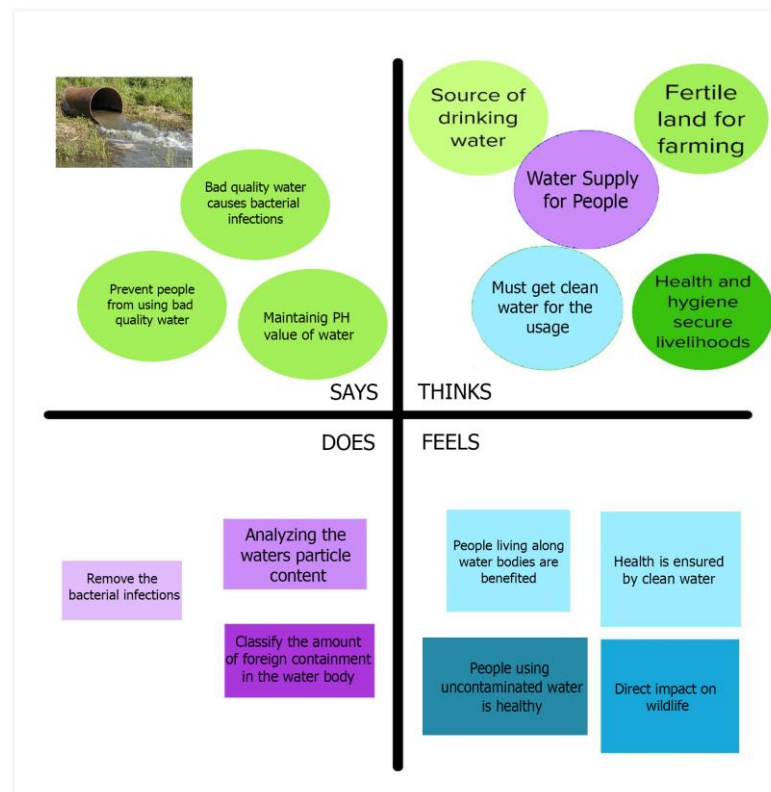 Bad quality water
causes bacterial
infections
Prevent people
from using bad
quality water
Maintainig PH
value of water
SAYS
Source of
drinking
water
Fertile
land for
farming
Water Supply
for People
Must get clean
water for the
usage
Health and
hygiene
secure
livelihoods
THINKS
DOES
Remove the
bacterial infections
Analyzing the
waters particle
content
Classify the amount
of foreign containment
in the water body
FEELS
People living along
water bodies are
benefited
Health is ensured
by clean water
People using
uncontaminated water
is healthy
Direct impact on
wildlife